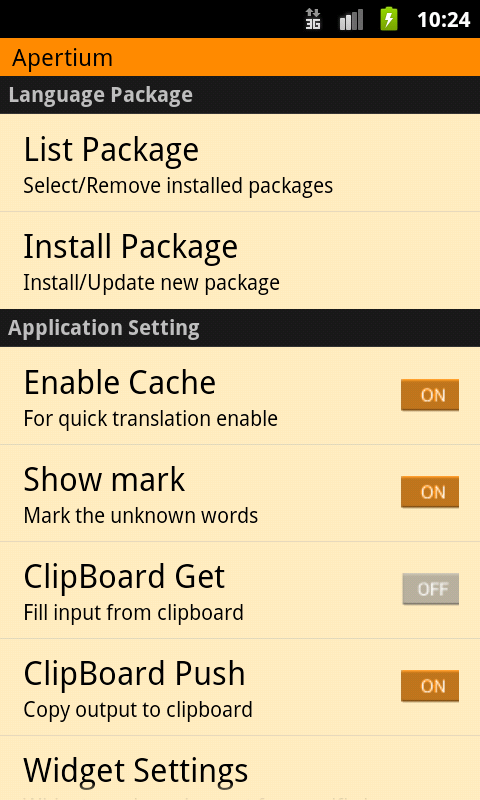 3G 10:24
Apertium
Language Package
List Package
Select/Remove installed packages
Install Package
Install/Update new package
Application Setting
Enable Cache
For quick translation enable
ON
Show mark
Mark the unknown words
ON
ClipBoard Get
Fill input from clipboard
OFF
ClipBoard Push
Copy output to clipboard
ON
Widget Settings